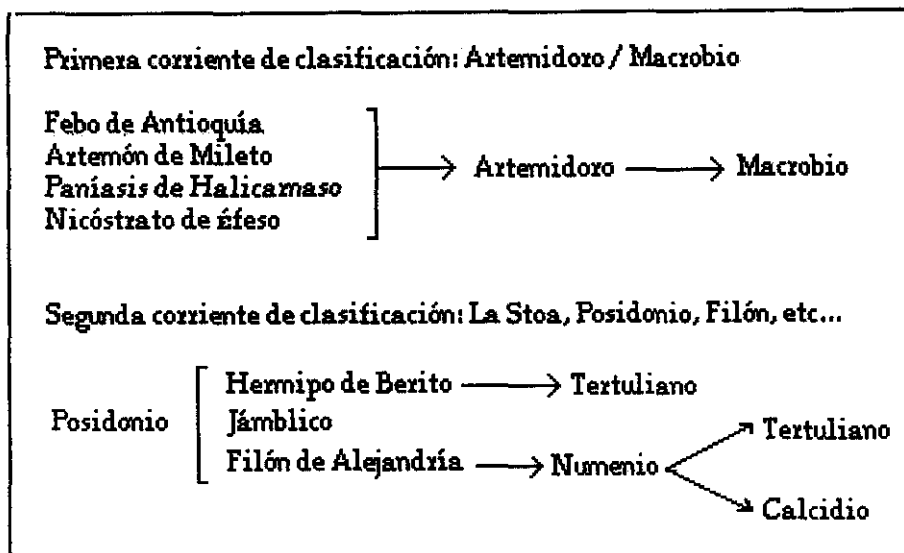 Primera corriente de clasificación: Artemidoro / Macrobio
Febo de Antioquía
Artemón de Mileto
Paníasis de Halicarnaso
Nicóstrato de Éfeso
Artemidoro
Macrobio
Segunda corriente de clasificación: La Stoa, Posidonio, Filón, etc...
Posidonio
Hermipo de Berito
Tertuliano
Jámblico
Filón de Alejandría
Numenio
Tertuliano
Calcidio